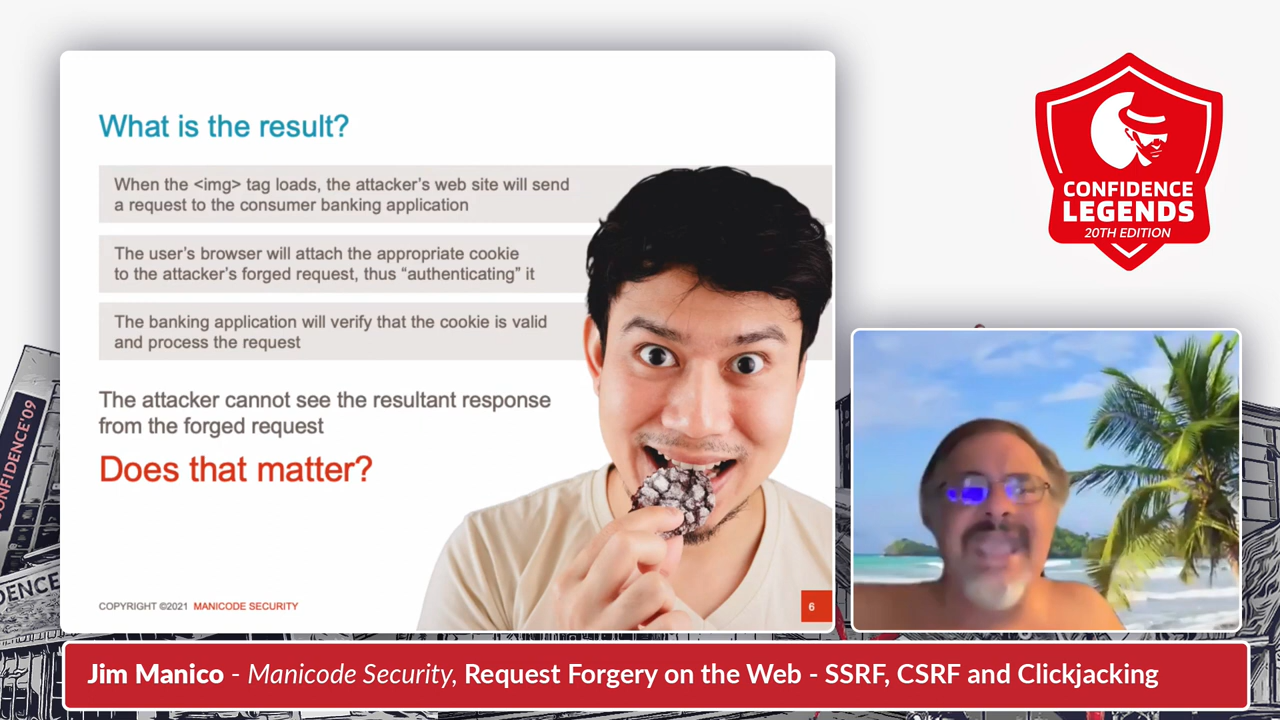 What is the result?
When the <img> tag loads, the attacker’s web site will send
a request to the consumer banking application
The user’s browser will attach the appropriate cookie
to the attacker’s forged request, thus “authenticating” it
The banking application will verify that the cookie is valid
and process the request
The attacker cannot see the resultant response
from the forged request
Does that matter?
COPYRIGHT ©2021 MANICODE SECURITY
6
CONFIDENCE
LEGENDS
20TH EDITION
CONFIDENCE'09
DENCE
Jim Manico - Manicode Security, Request Forgery on the Web - SSRF, CSRF and Clickjacking